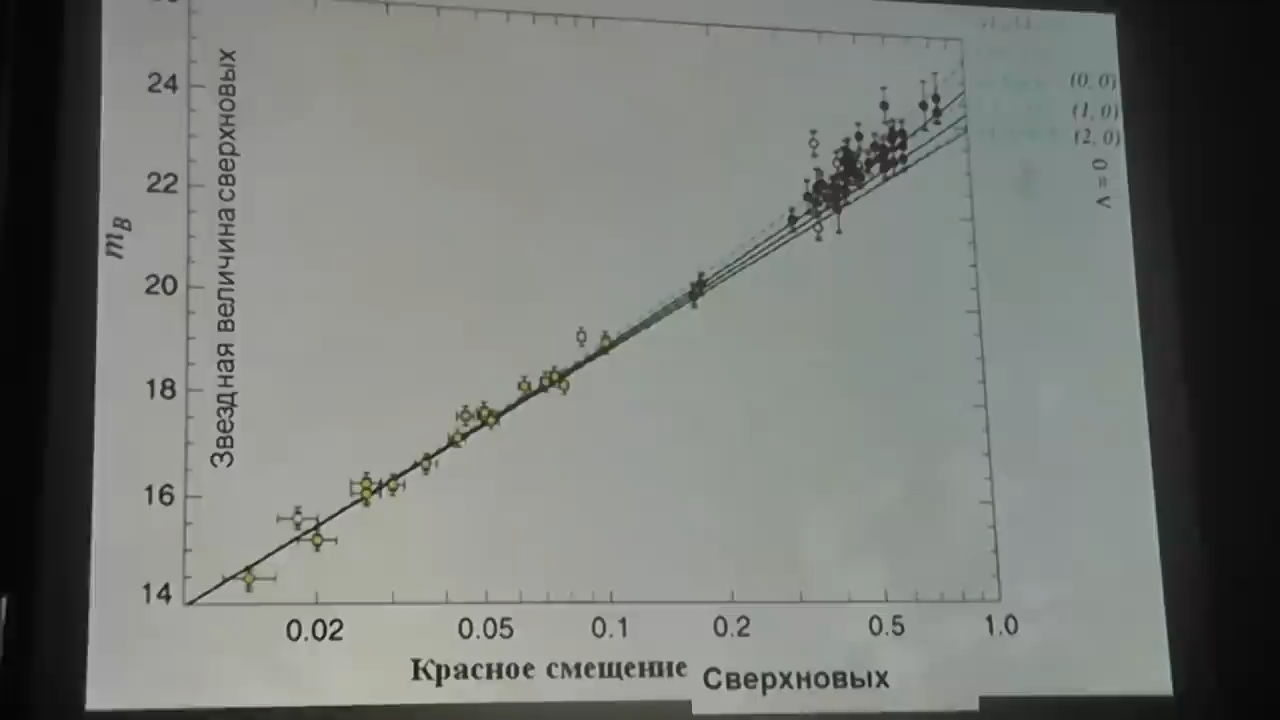 24
22
20
18
16
14
m_B
Звездная величина сверхновых
0.02 0.05 0.1 0.2 0.5 1.0
Красное смещение Сверхновых
(0, 0)
(1, 0)
(2, 0)
Λ = 0